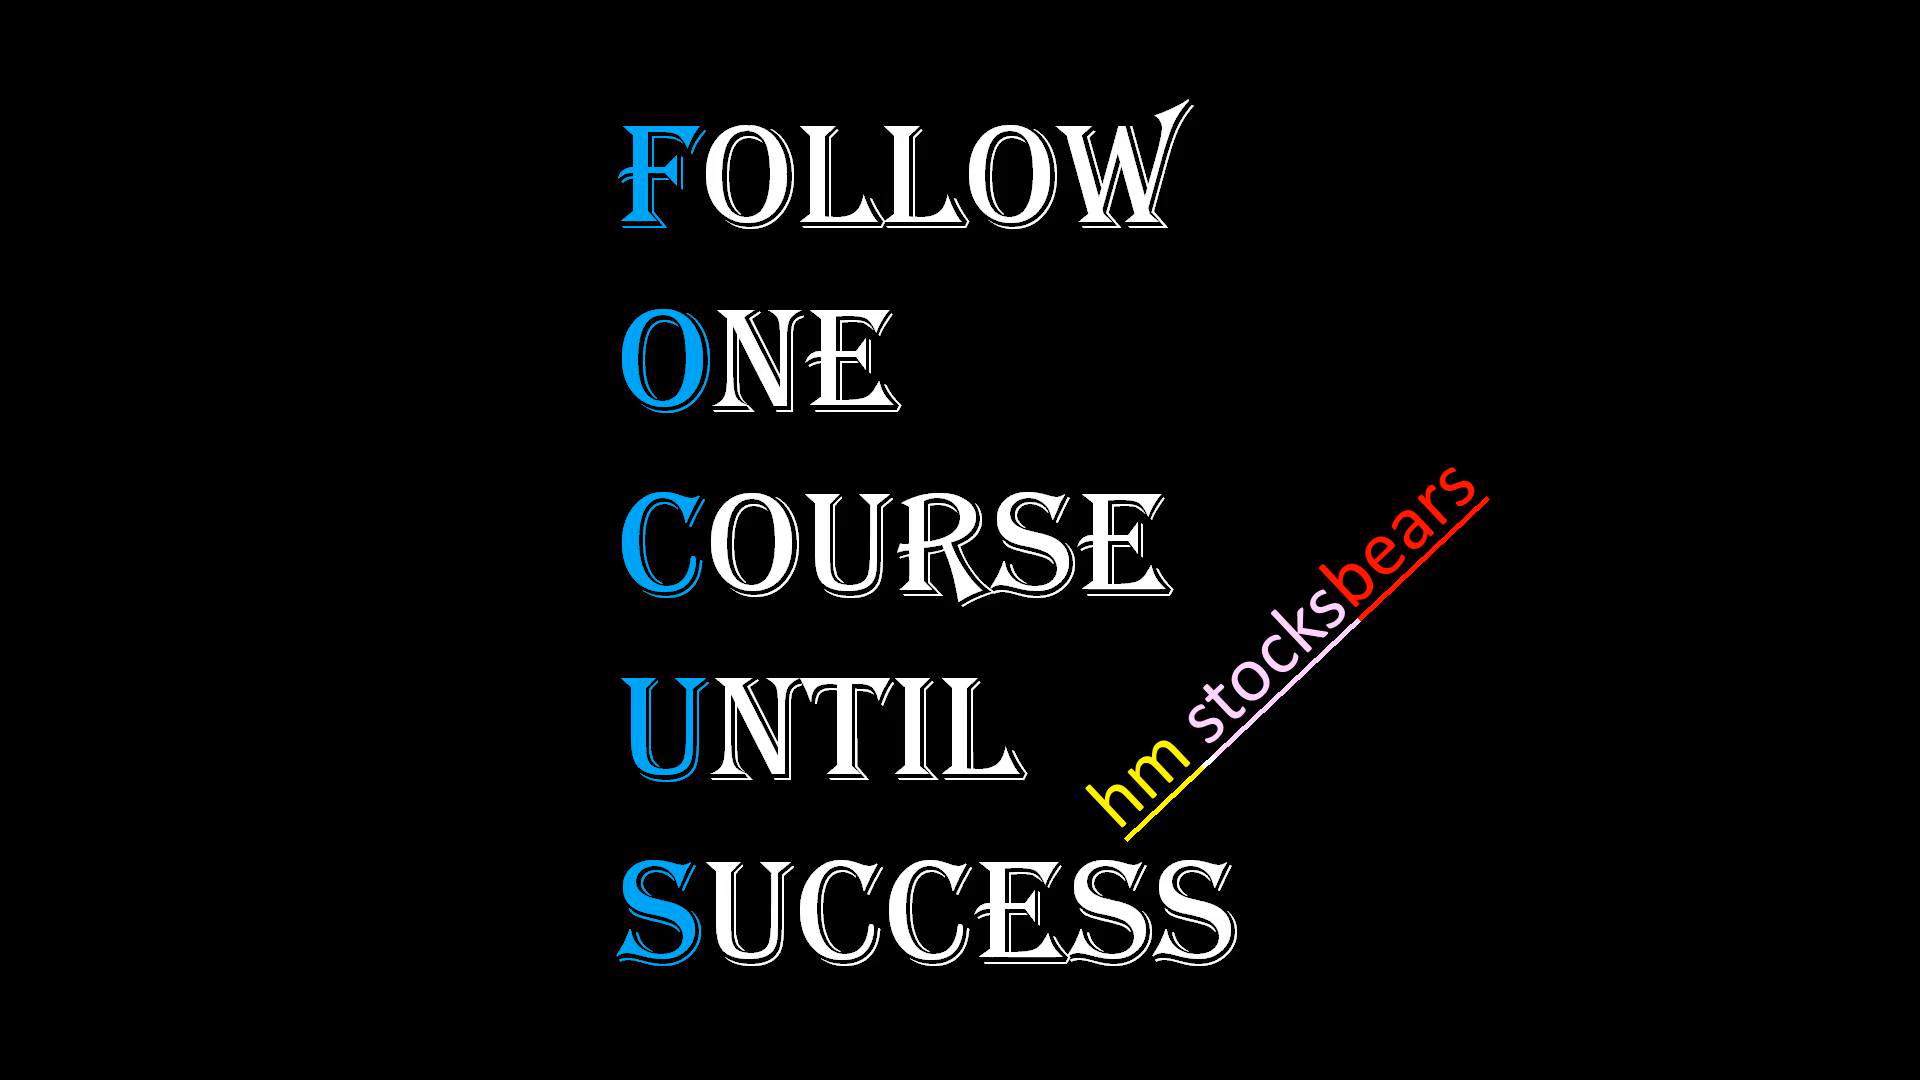 FOLLOW
ONE
COURSE
UNTIL
SUCCESS
hm stocksbears